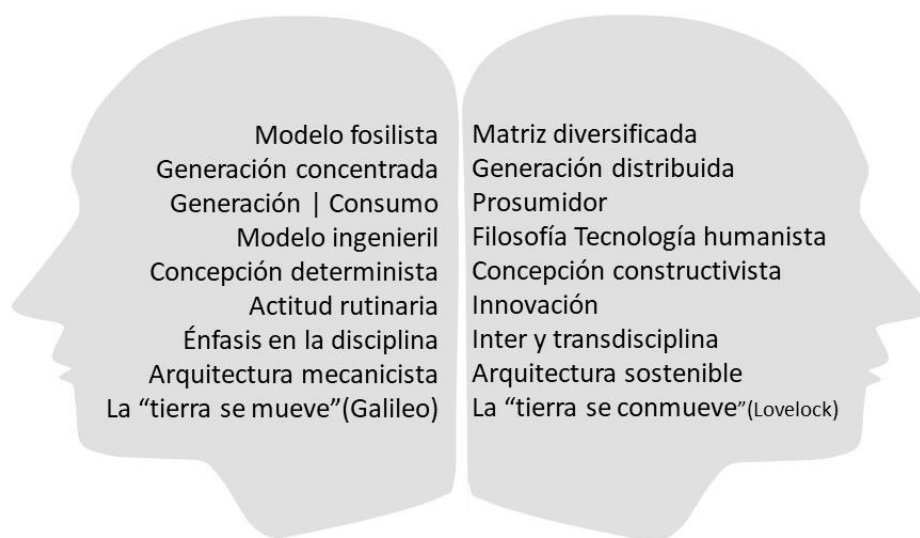 Modelo fosilista
Generación concentrada
Generación | Consumo
Modelo ingenieril
Concepción determinista
Actitud rutinaria
Énfasis en la disciplina
Arquitectura mecanicista
La “tierra se mueve”(Galileo)
Matriz diversificada
Generación distribuida
Prosumidor
Filosofía Tecnología humanista
Concepción constructivista
Innovación
Inter y transdisciplina
Arquitectura sostenible
La “tierra se conmueve”(Lovelock)